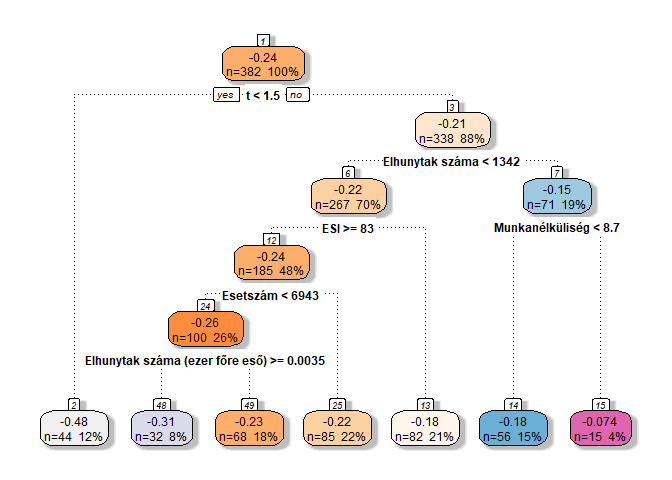 1
-0.24
n=382 100%
yes t < 1.5 no
3
-0.21
n=338 88%
Elhunytak száma < 1342
6
-0.22
n=267 70%
7
-0.15
n=71 19%
ESI >= 83
Munkanélküliség < 8.7
12
-0.24
n=185 48%
Esetszám < 6943
24
-0.26
n=100 26%
Elhunytak száma (ezer főre eső) >= 0.0035
2
-0.48
n=44 12%
48
-0.31
n=32 8%
49
-0.23
n=68 18%
25
-0.22
n=85 22%
13
-0.18
n=82 21%
14
-0.18
n=56 15%
15
-0.074
n=15 4%